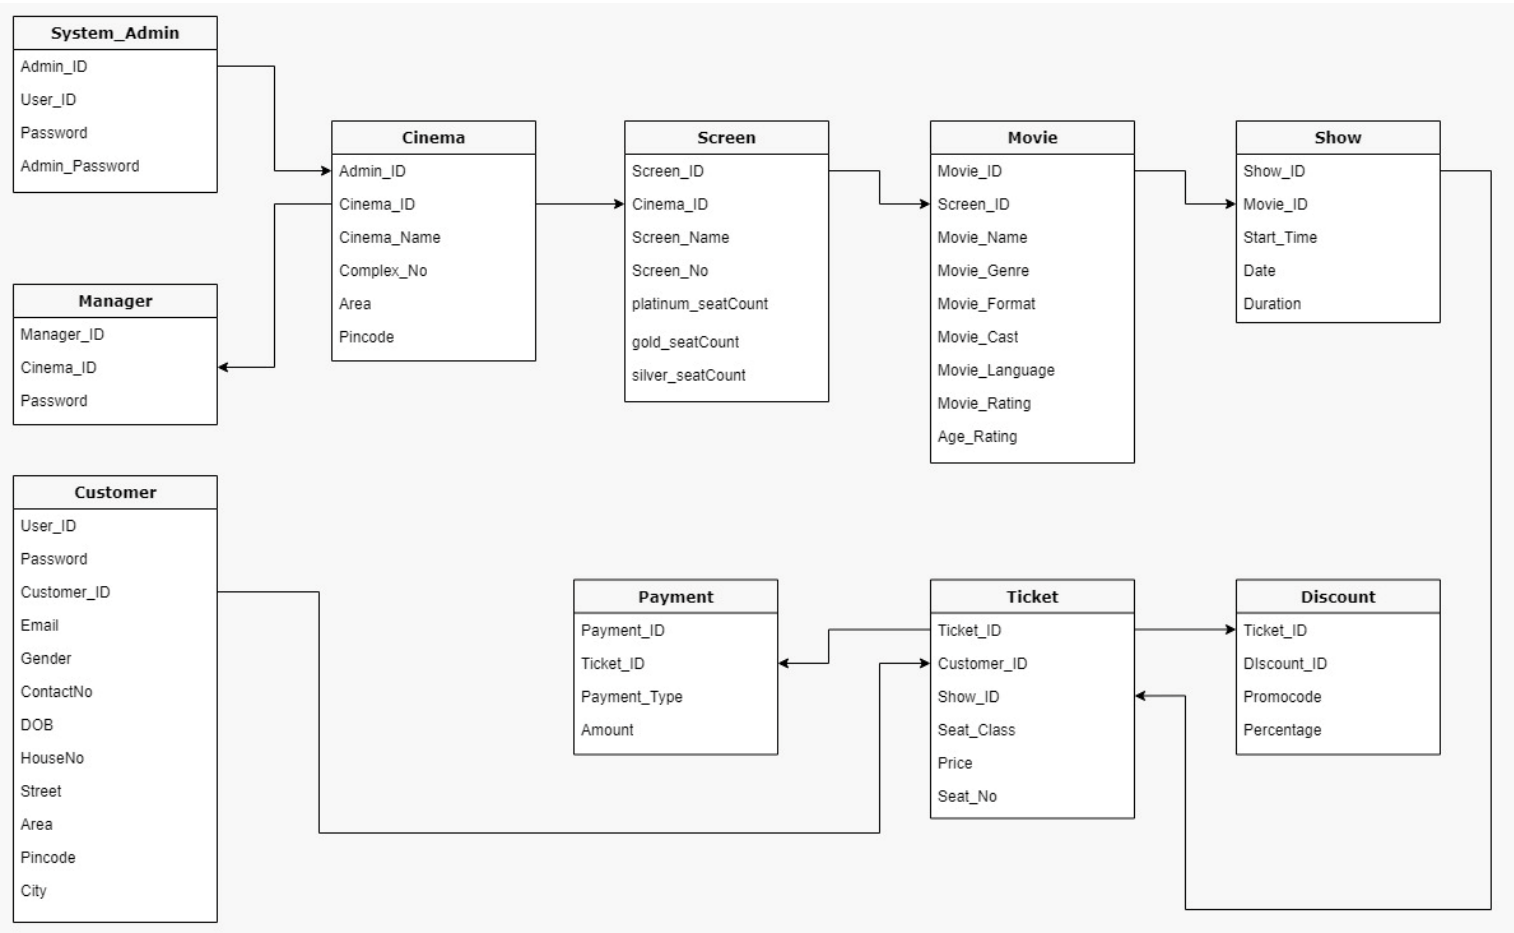 System_Admin
Admin_ID
User_ID
Password
Admin_Password
Manager
Manager_ID
Cinema_ID
Password
Customer
User_ID
Password
Customer_ID
Email
Gender
ContactNo
DOB
HouseNo
Street
Area
Pincode
City
Cinema
Admin_ID
Cinema_ID
Cinema_Name
Complex_No
Area
Pincode
Screen
Screen_ID
Cinema_ID
Screen_Name
Screen_No
platinum_seatCount
gold_seatCount
silver_seatCount
Movie
Movie_ID
Screen_ID
Movie_Name
Movie_Genre
Movie_Format
Movie_Cast
Movie_Language
Movie_Rating
Age_Rating
Show
Show_ID
Movie_ID
Start_Time
Date
Duration
Payment
Payment_ID
Ticket_ID
Payment_Type
Amount
Ticket
Ticket_ID
Customer_ID
Show_ID
Seat_Class
Price
Seat_No
Discount
Ticket_ID
DIscount_ID
Promocode
Percentage